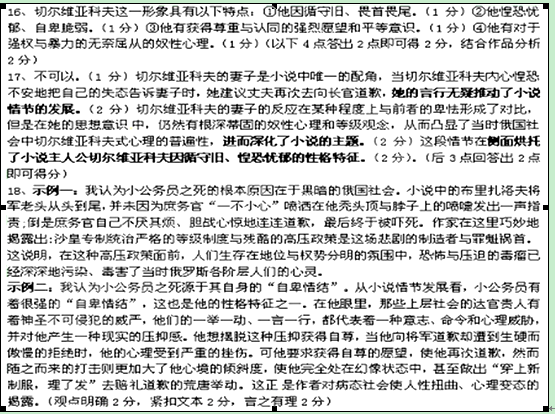 16、切尔维亚科夫这一形象具有以下特点：①他因循守旧、畏首畏尾。（1 分）②他惶恐忧
郁、自卑脆弱。（1 分）③他有获得尊重与认同的强烈愿望和平等意识。（1 分）④他有对于
强权与暴力的无奈屈从的奴性心理。（1 分）（以下 4 点答出 2 点即可得 2 分，结合作品分析
2 分）
17、不可以。（1 分）切尔维亚科夫的妻子是小说中唯一的配角，当切尔维亚科夫内心惶恐
不安地把自己的失态告诉妻子时，她建议丈夫再次去向长官道歉，她的言行无疑推动了小说
情节的发展。（2 分）切尔维亚科夫的妻子的反应在某种程度上与前者的卑怯形成了对比，
但是在她的思想意识 中，仍然有根深蒂固的奴性心理和等级观念，从而凸显了当时俄国社
会中切尔维亚科夫式心理的普遍性，进而深化了小说的主题。（2 分）这段情节在侧面烘托
了小说主人公切尔维亚科夫因循守旧、惶恐忧郁的性格特征。（2 分）。（后 3 点回答出 2 点
即可得分）
18、示例一：我认为小公务员之死的根本原因在于黑暗的俄国社会。小说中的布里扎洛夫将
军老头从头到尾，并未因为庶务官“一不小心”喷洒在他秃头顶与脖子上的喷嚏发出一声指
责;倒是庶务官自己不厌其烦、胆战心惊地连连道歉，最后终于被吓死。作家在这里巧妙地
揭露出:沙皇专制统治严格的等级制度与残酷的高压政策是这场悲剧的制造者与罪魁祸首。
这说明，在这种高压政策面前，人们生存在地位与权势分明的氛围中，恐怖与压迫的毒瘤已
经深深地污染、毒害了当时俄罗斯各阶层人们的心灵。
示例二：我认为小公务员之死源于其自身的“自卑情结”。从小说情节发展看，小公务员有
着很强的“自卑情结”，这也是他的性格特征之一。在他眼里，那些上层社会的达官贵人有
着神圣不可侵犯的威严，他们的一举一动、一言一行，都代表着一种意志、命令和心理威胁，
并对他产生一种现实的压抑感。他想摆脱这种压抑获得自尊，当他向将军道歉却遭到生硬而
傲慢的拒绝时，他的心理受到严重的挫伤。可他要求获得自尊的愿望，使他再次道歉，然而
随之而来的打击则更加大了他心境的倾斜度，使他完全处在幻像状态中，甚至做出“穿上新
制服，理了发”去赔礼道歉的荒唐举动。这正 是作者对病态社会使人性扭曲、心理变态的
揭露。（观点明确 2 分，紧扣文本 2 分，言之有理 2 分）